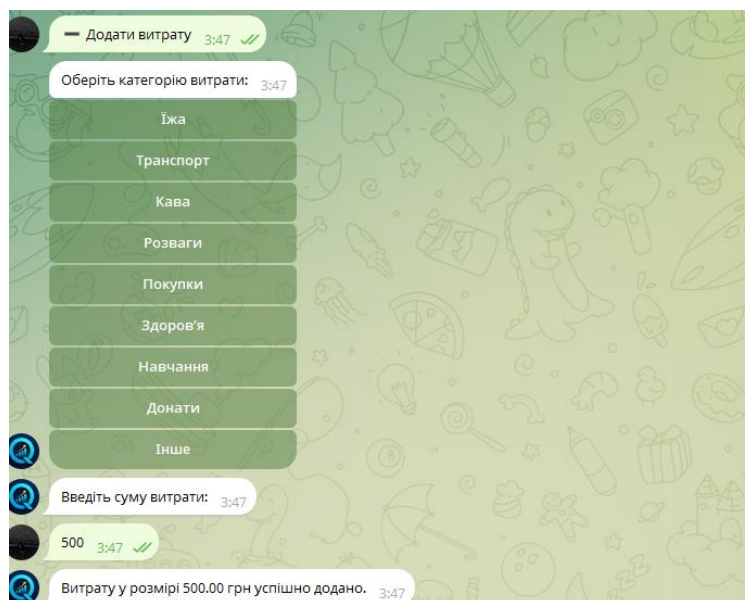 ➖ Додати витрату 3:47
Оберіть категорію витрати: 3:47
Їжа
Транспорт
Кава
Розваги
Покупки
Здоров'я
Навчання
Донати
Інше
Введіть суму витрати: 3:47
500 3:47
Витрату у розмірі 500.00 грн успішно додано. 3:47